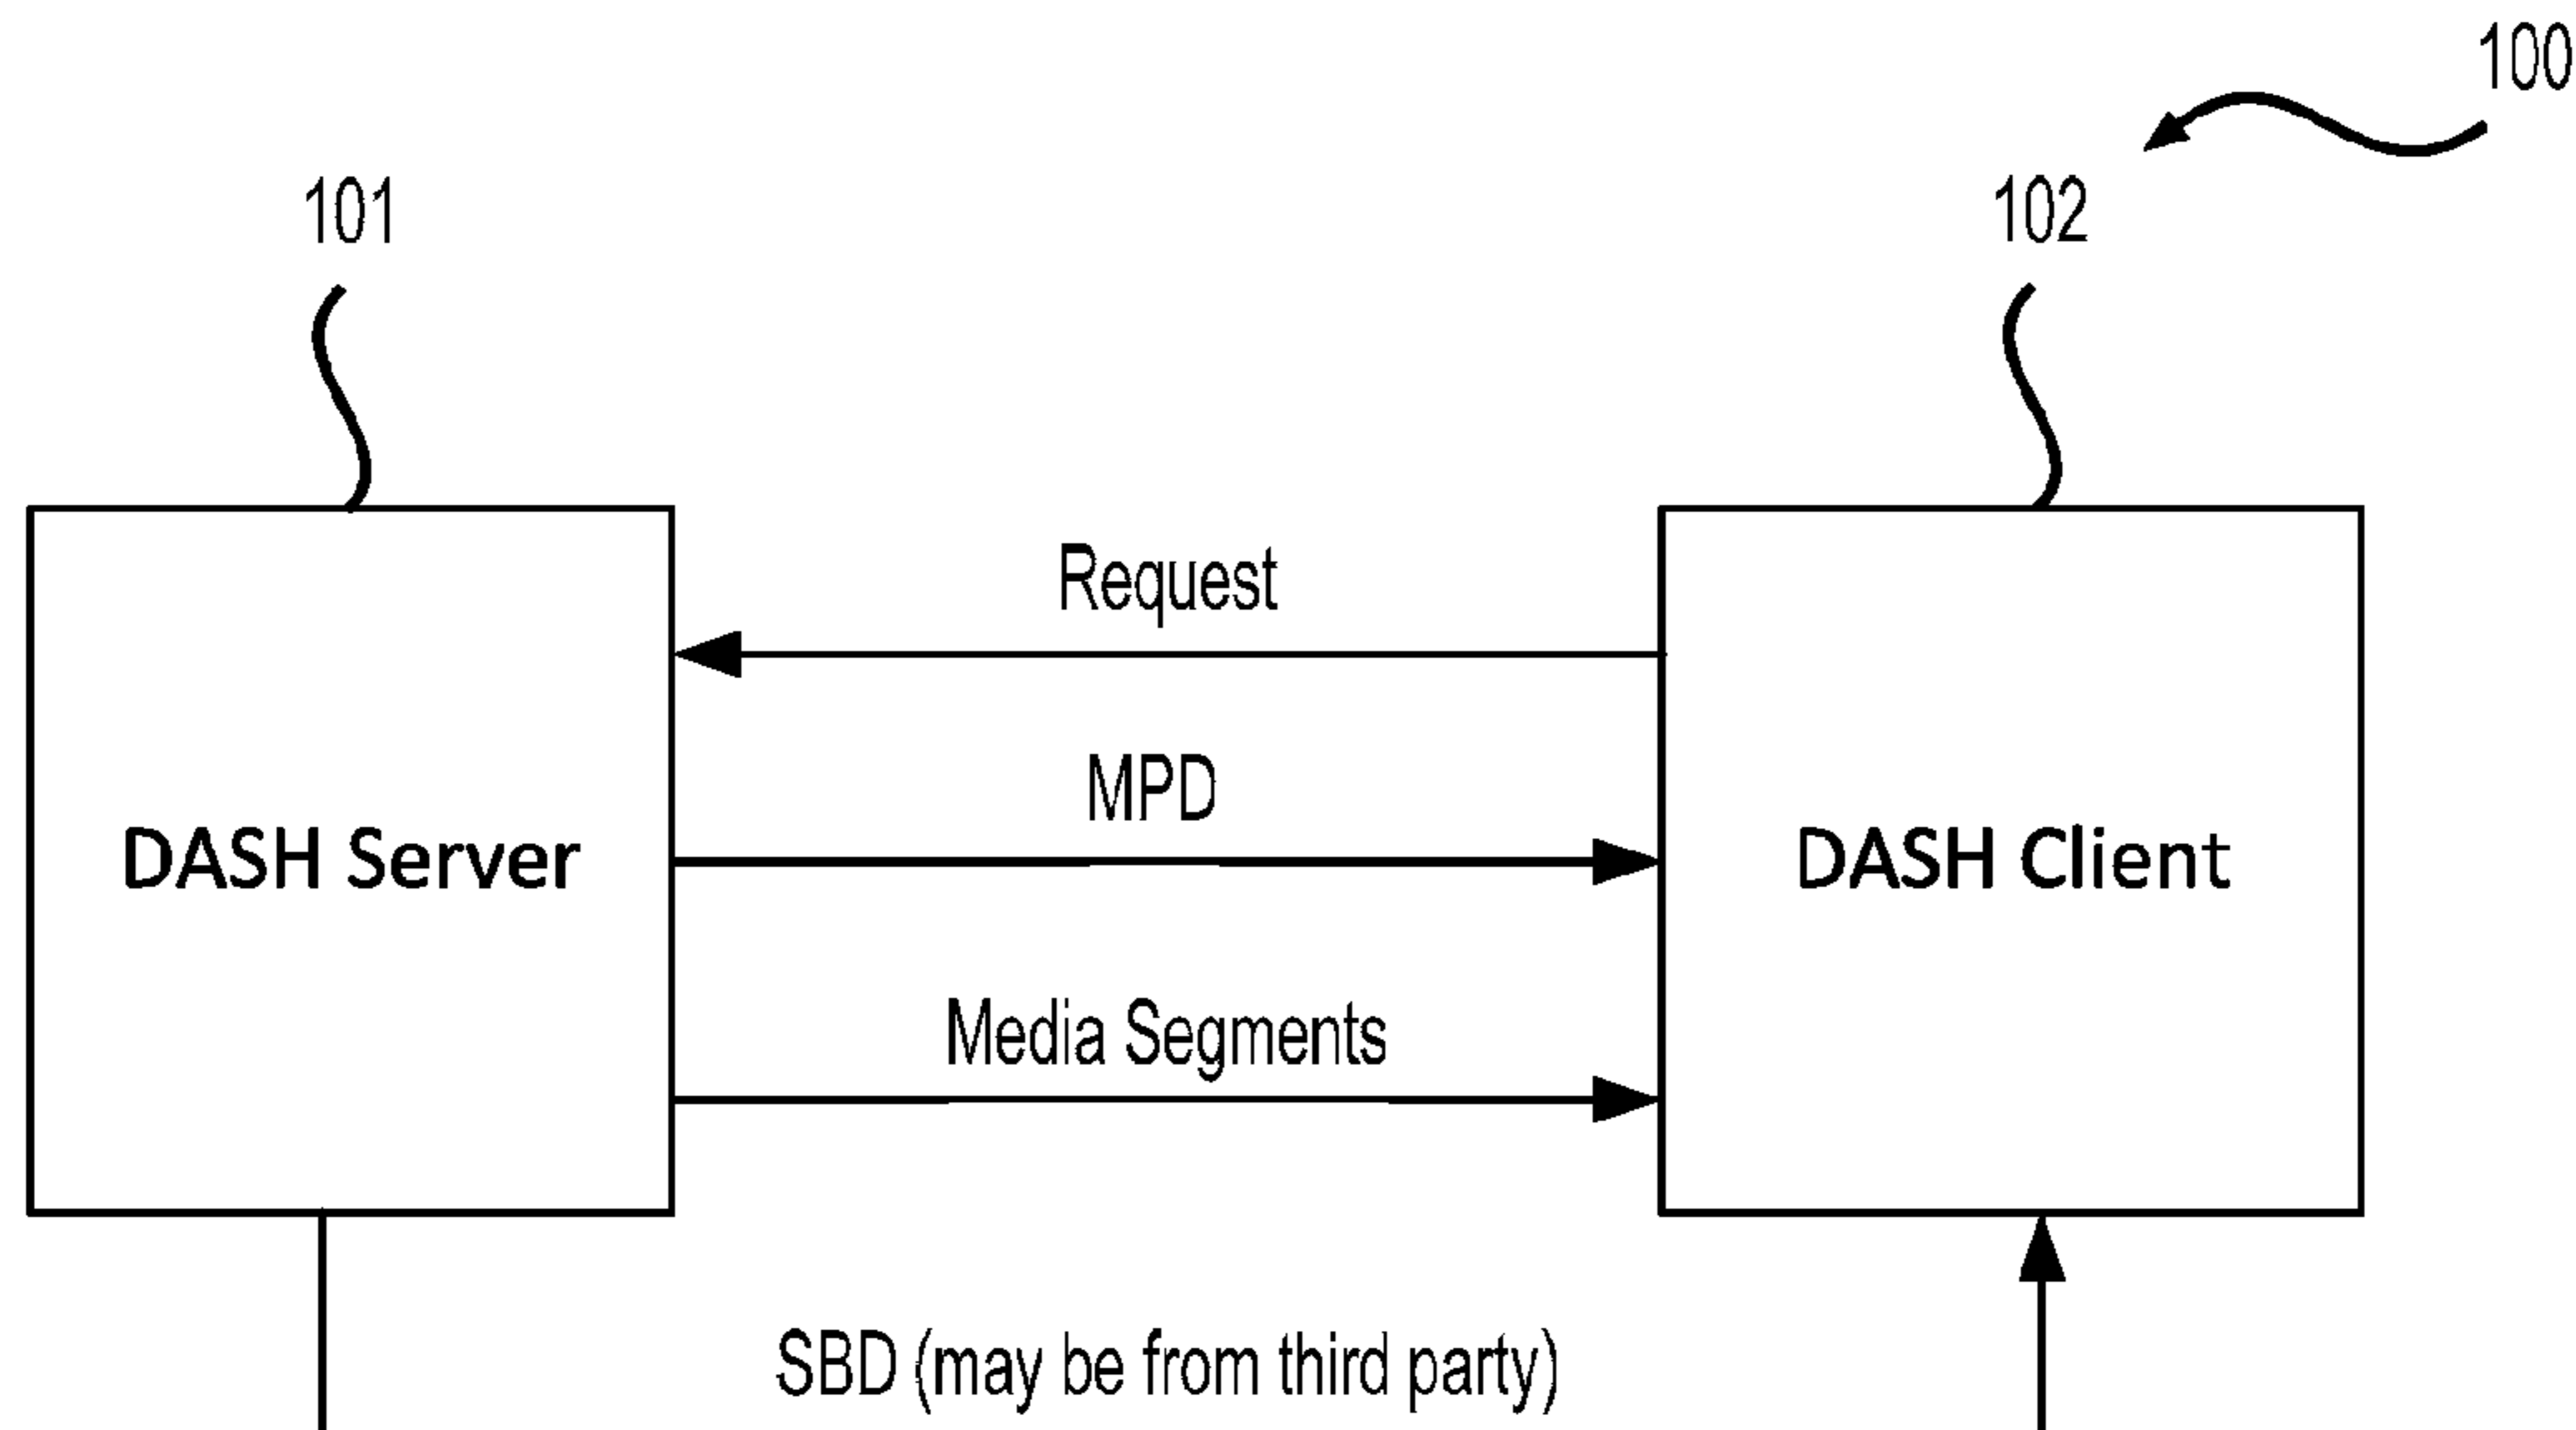 100
101
102
Request
MPD
DASH Server
DASH Client
Media Segments
SBD (may be from third party)